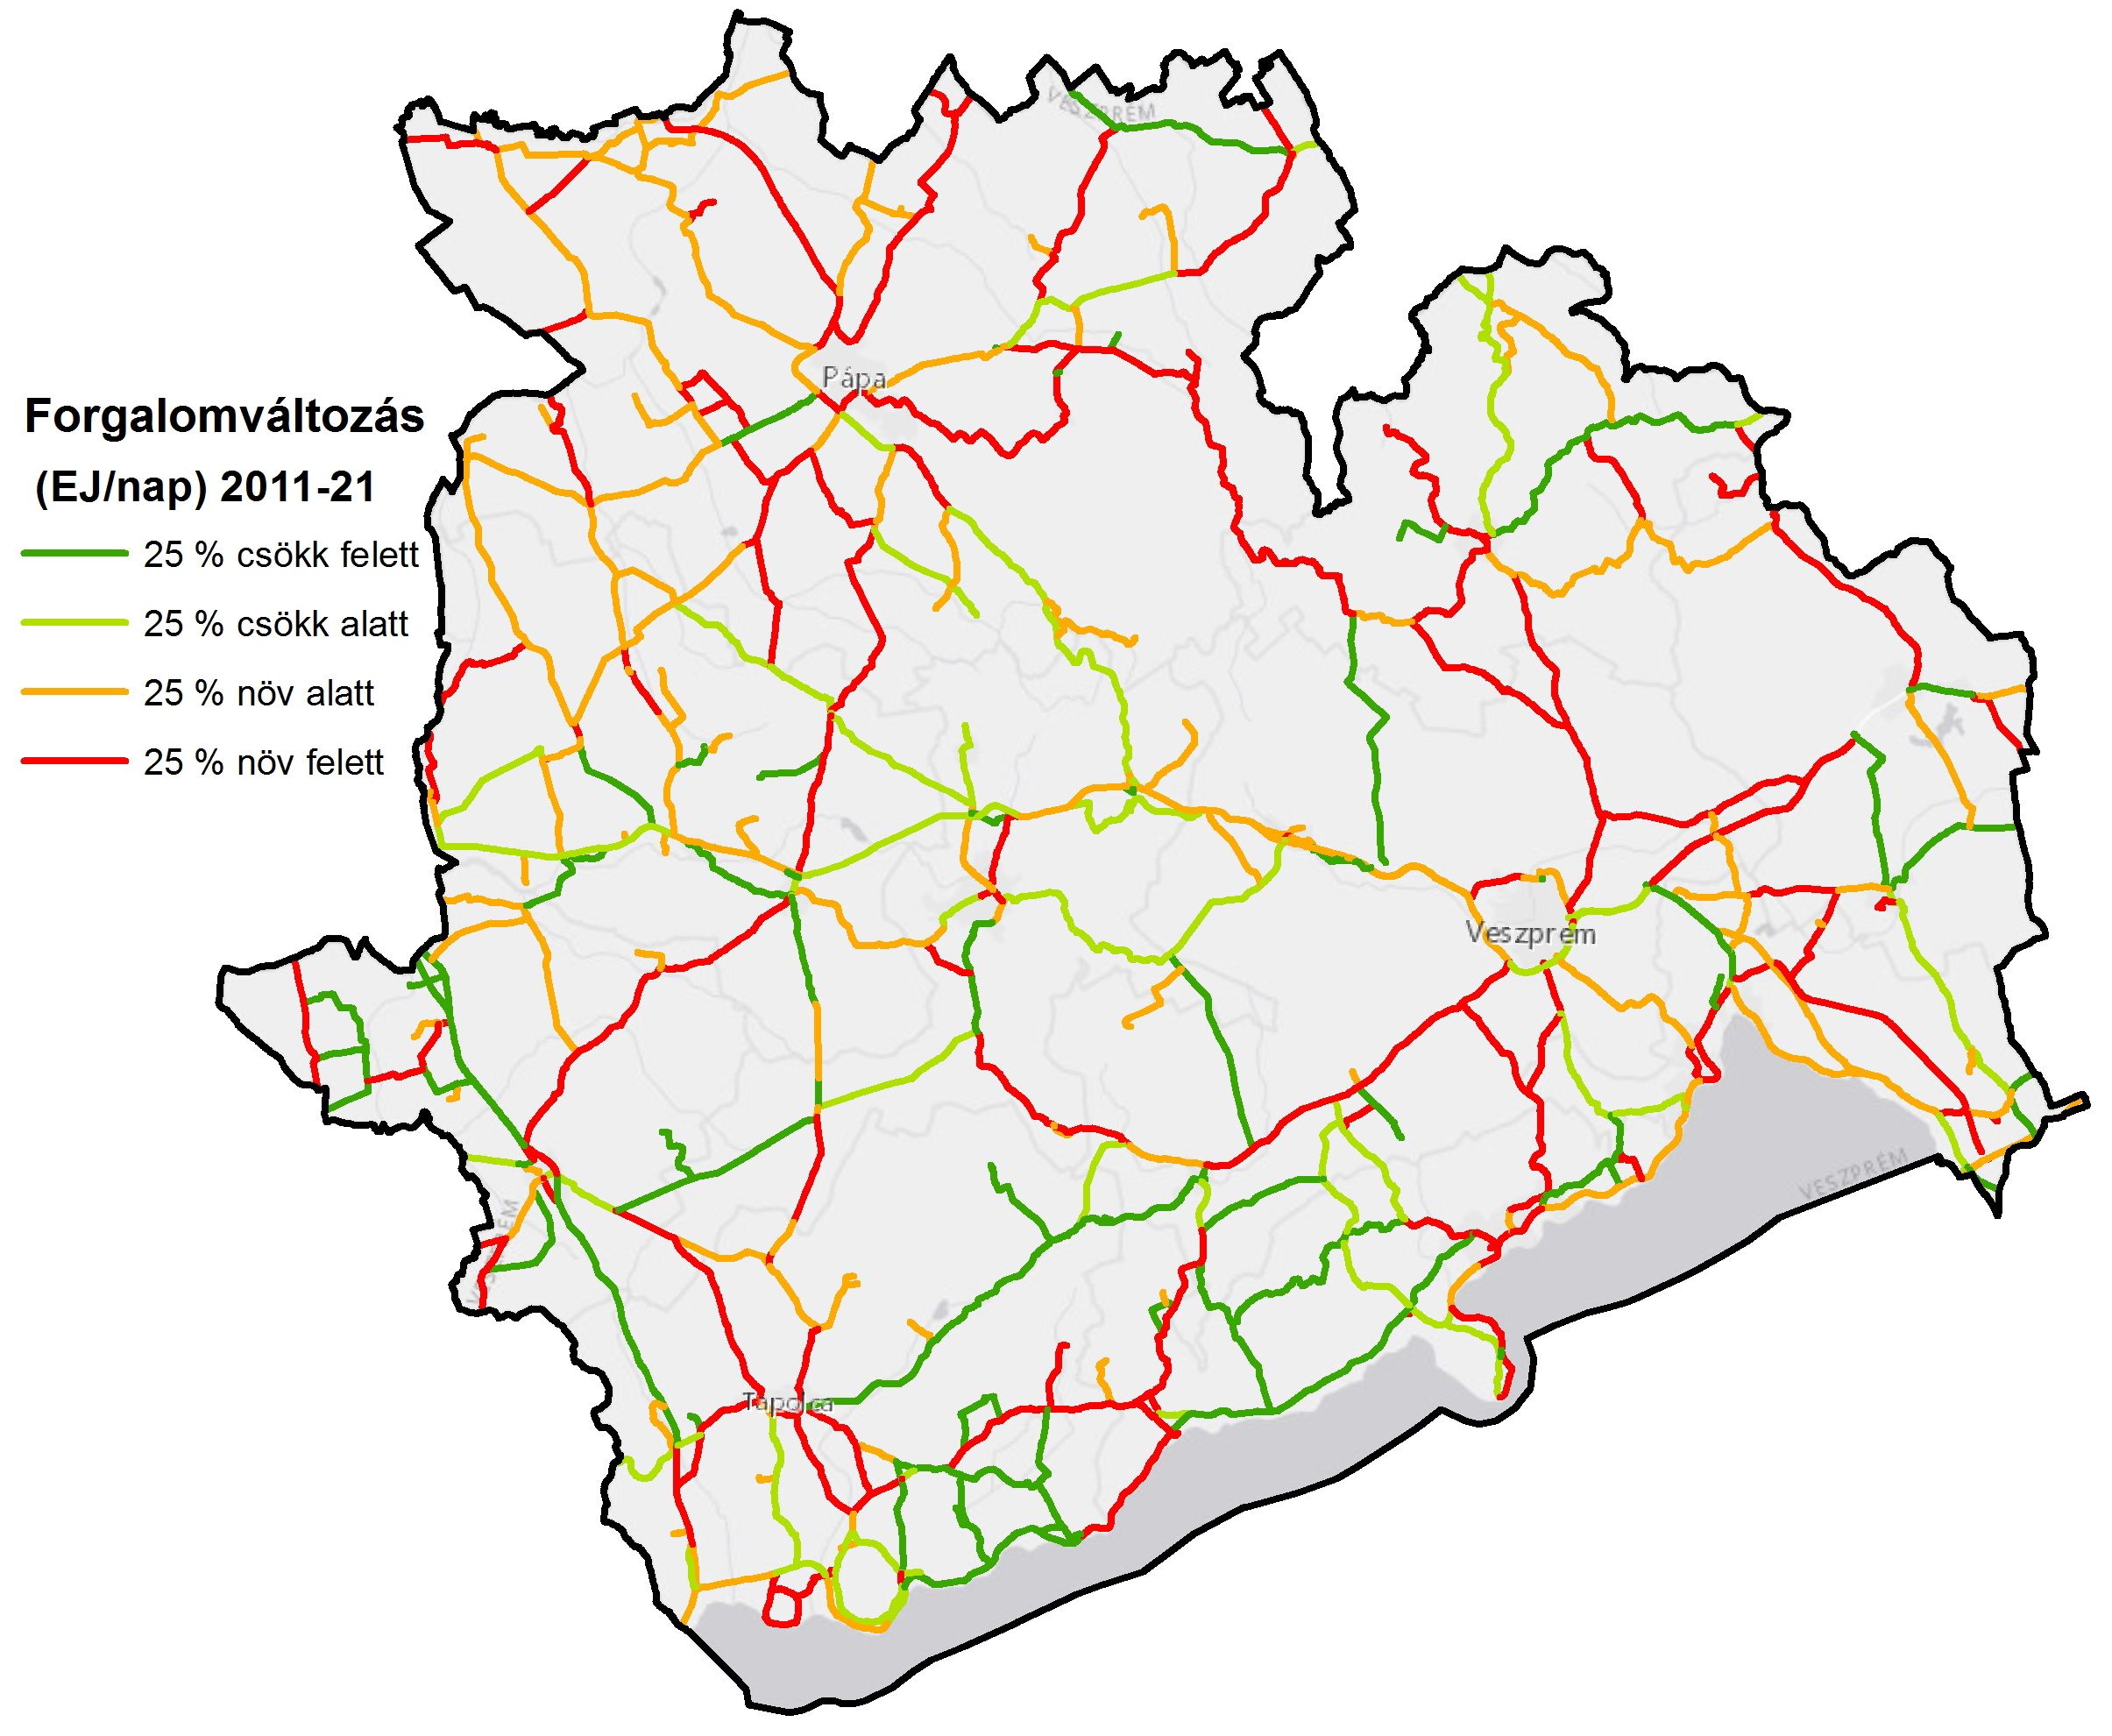 VESZPRÉM
Pápa
Forgalomváltozás
(EJ/nap) 2011-21
25 % csökk felett
25 % csökk alatt
25 % növ alatt
25 % növ felett
Veszprém
VESZPRÉM
VESZPRÉM
Tapolca